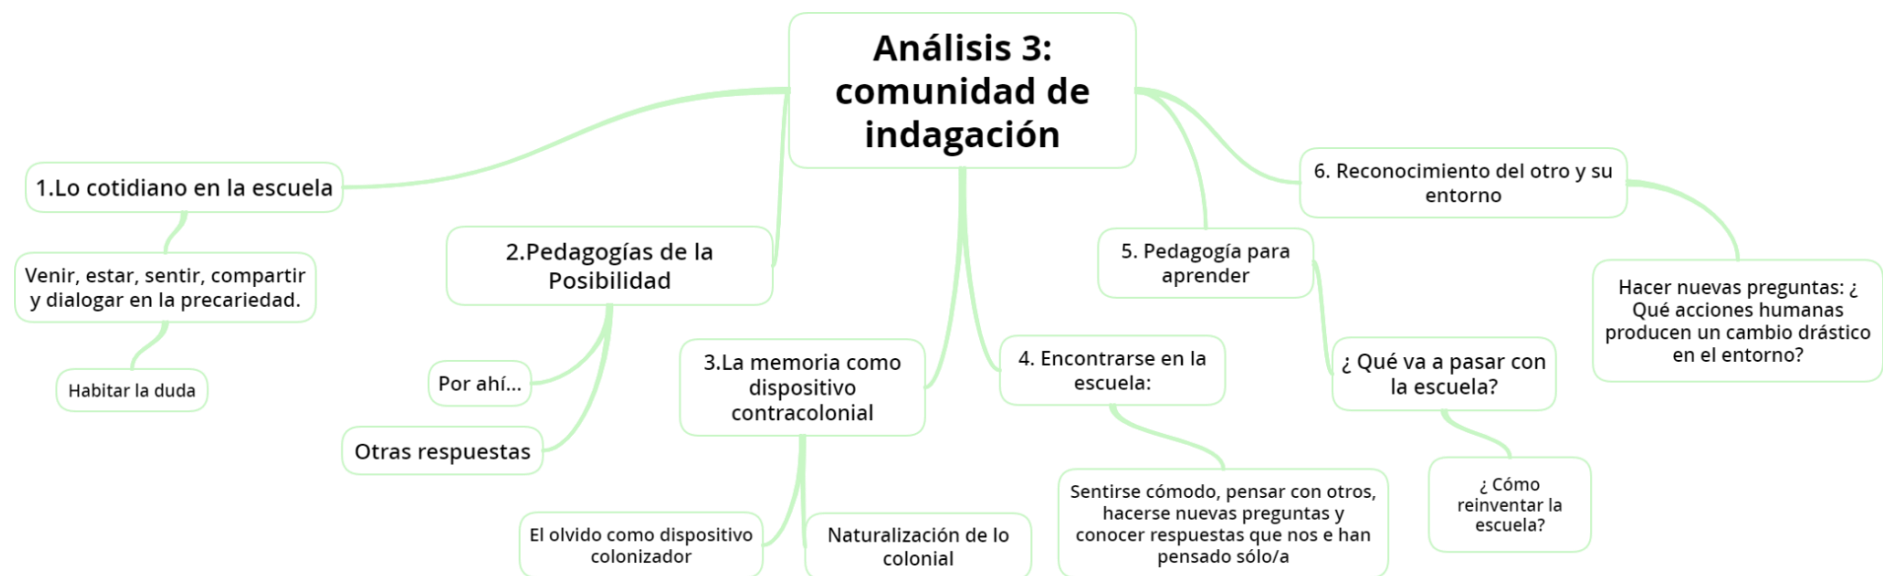 Análisis 3:
comunidad de
indagación
1.Lo cotidiano en la escuela
Venir, estar, sentir, compartir
y dialogar en la precariedad.
Habitar la duda
2.Pedagogías de la
Posibilidad
Por ahí...
Otras respuestas
3.La memoria como
dispositivo
contracolonial
El olvido como dispositivo
colonizador
Naturalización de lo
colonial
4. Encontrarse en la
escuela:
Sentirse cómodo, pensar con otros,
hacerse nuevas preguntas y
conocer respuestas que nos e han
pensado sólo/a
5. Pedagogía para
aprender
¿ Qué va a pasar con
la escuela?
¿ Cómo
reinventar la
escuela?
6. Reconocimiento del otro y su
entorno
Hacer nuevas preguntas: ¿
Qué acciones humanas
producen un cambio drástico
en el entorno?